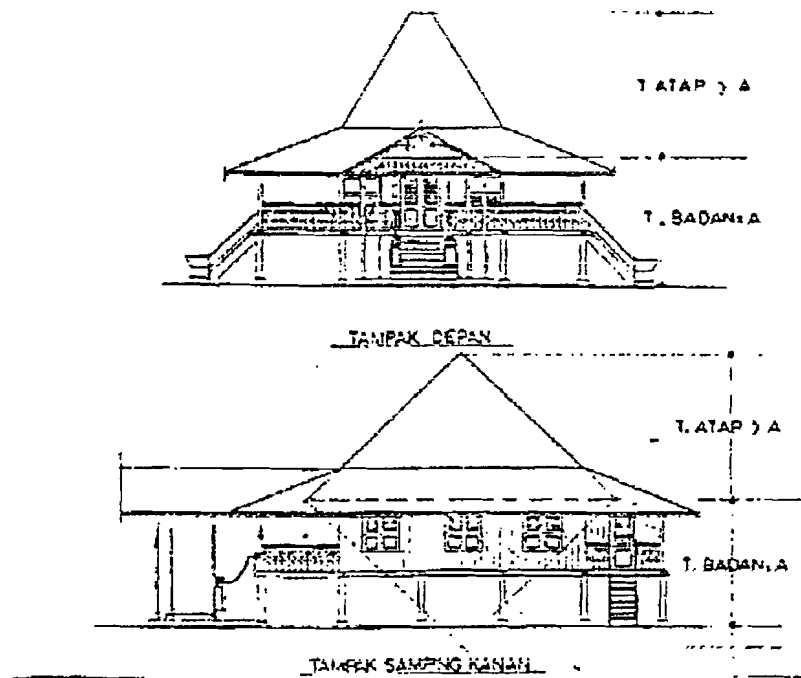 T. ATAP > A
T. BADAN = A
TAMPAK DEPAN
T. ATAP > A
T. BADAN = A
TAMPAK SAMPING KANAN